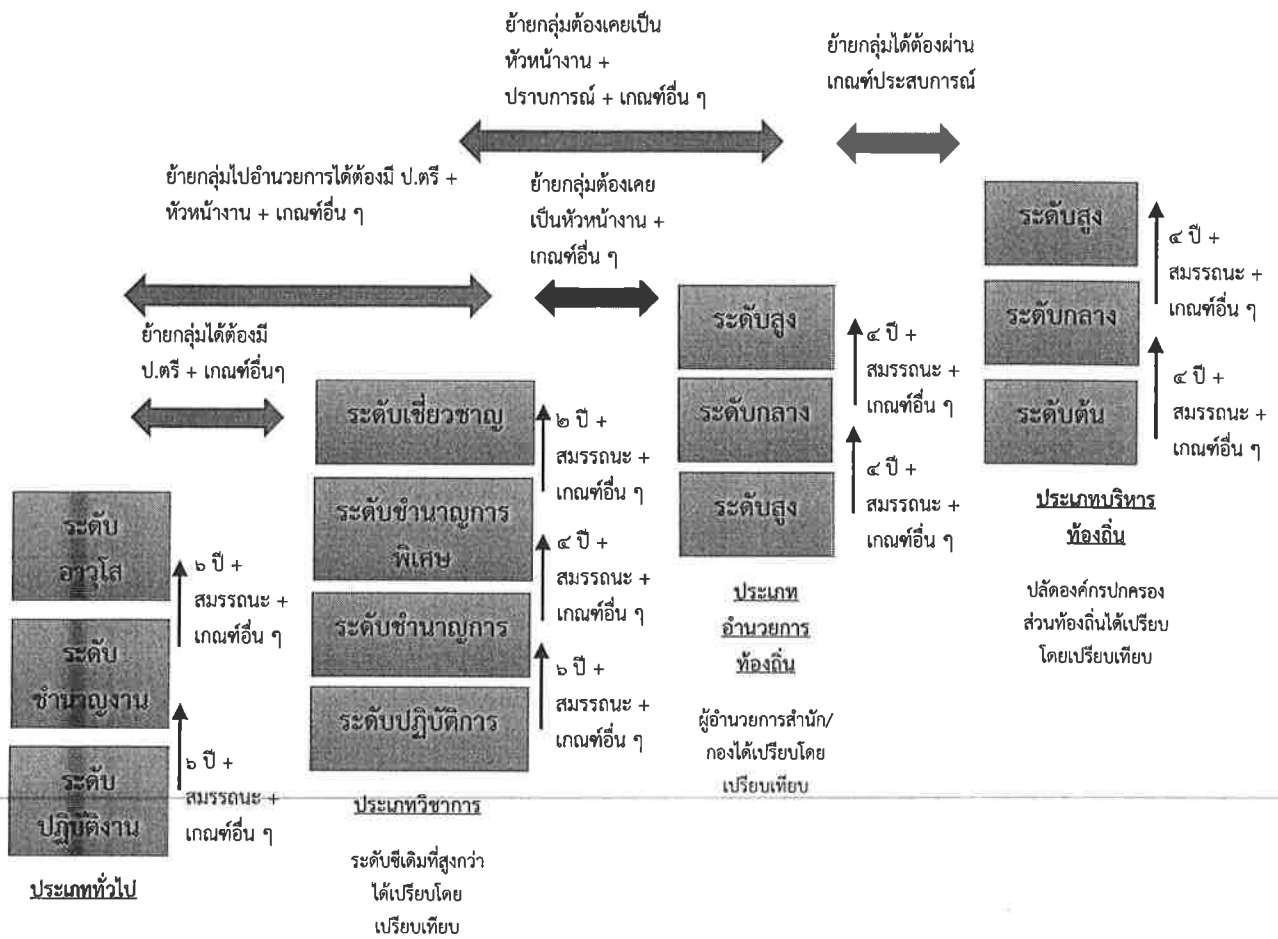 ย้ายกลุ่มต้องเคยเป็น
หัวหน้างาน +
ปราบการณ์ + เกณฑ์อื่น ๆ
ย้ายกลุ่มได้ต้องผ่าน
เกณฑ์ประสบการณ์
ย้ายกลุ่มไปอำนวยการได้ต้องมี ป.ตรี +
หัวหน้างาน + เกณฑ์อื่น ๆ
ย้ายกลุ่มต้องเคย
เป็นหัวหน้างาน +
เกณฑ์อื่น ๆ
ย้ายกลุ่มได้ต้องมี
ป.ตรี + เกณฑ์อื่นๆ
ระดับ
อาวุโส
๖ ปี +
สมรรถนะ +
เกณฑ์อื่น ๆ
ระดับ
ชำนาญงาน
๖ ปี +
สมรรถนะ +
เกณฑ์อื่น ๆ
ระดับ
ปฏิบัติงาน
ประเภททั่วไป
ระดับเชี่ยวชาญ
๒ ปี +
สมรรถนะ +
เกณฑ์อื่น ๆ
ระดับชำนาญการ
พิเศษ
๔ ปี +
สมรรถนะ +
เกณฑ์อื่น ๆ
ระดับชำนาญการ
๖ ปี +
สมรรถนะ +
เกณฑ์อื่น ๆ
ระดับปฏิบัติการ
ประเภทวิชาการ
ระดับซีเดิมที่สูงกว่า
ได้เปรียบโดย
เปรียบเทียบ
ระดับสูง
๔ ปี +
สมรรถนะ +
เกณฑ์อื่น ๆ
ระดับกลาง
๔ ปี +
สมรรถนะ +
เกณฑ์อื่น ๆ
ระดับสูง
ประเภท
อำนวยการ
ท้องถิ่น
ผู้อำนวยการสำนัก/
กองได้เปรียบโดย
เปรียบเทียบ
ระดับสูง
๔ ปี +
สมรรถนะ +
เกณฑ์อื่น ๆ
ระดับกลาง
๔ ปี +
สมรรถนะ +
เกณฑ์อื่น ๆ
ระดับต้น
ประเภทบริหาร
ท้องถิ่น
ปลัดองค์กรปกครอง
ส่วนท้องถิ่นได้เปรียบ
โดยเปรียบเทียบ